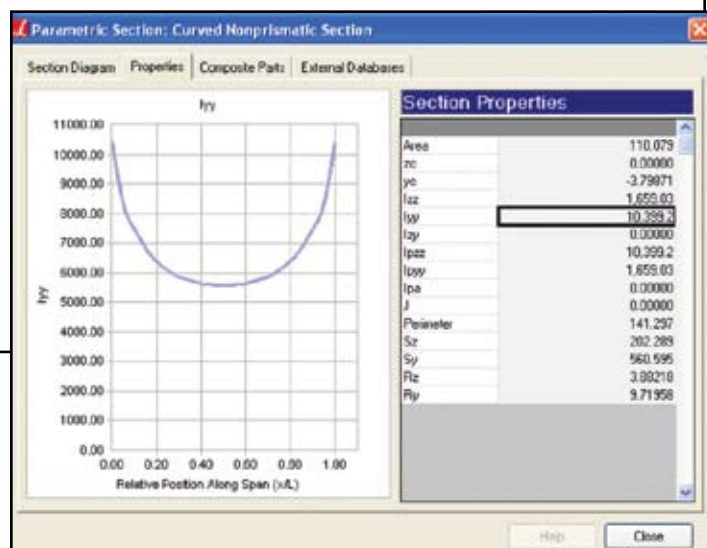 Parametric Section: Curved Nonprismatic Section
Section Diagram Properties Composite Parts External Databases
Iyy
11000.00
10000.00
9000.00
8000.00
7000.00
6000.00
5000.00
4000.00
3000.00
2000.00
1000.00
0.00
Iyy
0.00 0.20 0.40 0.60 0.80 1.00
Relative Position Along Span (x/L)
Section Properties
Area 110.079
zc 0.00000
yc -3.79871
Izz 1,659.03
Iyy 10,399.2
Izy 0.00000
Ipzz 10,399.2
Ipyy 1,659.03
Ipa 0.00000
J 0.00000
Perimeter 141.297
Sz 202.289
Sy 560.595
Rz 3.88218
Ry 9.71958
Help Close